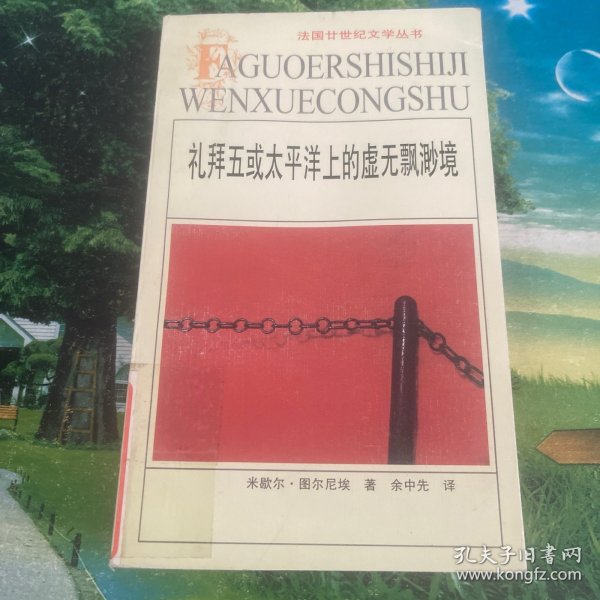 法国廿世纪文学丛书
FAGUOERSHISHIJI
WENXUECONGSHU
礼拜五或太平洋上的虚无飘渺境
米歇尔·图尔尼埃 著 余中先 译
孔夫子旧书网
www.kongfz.com